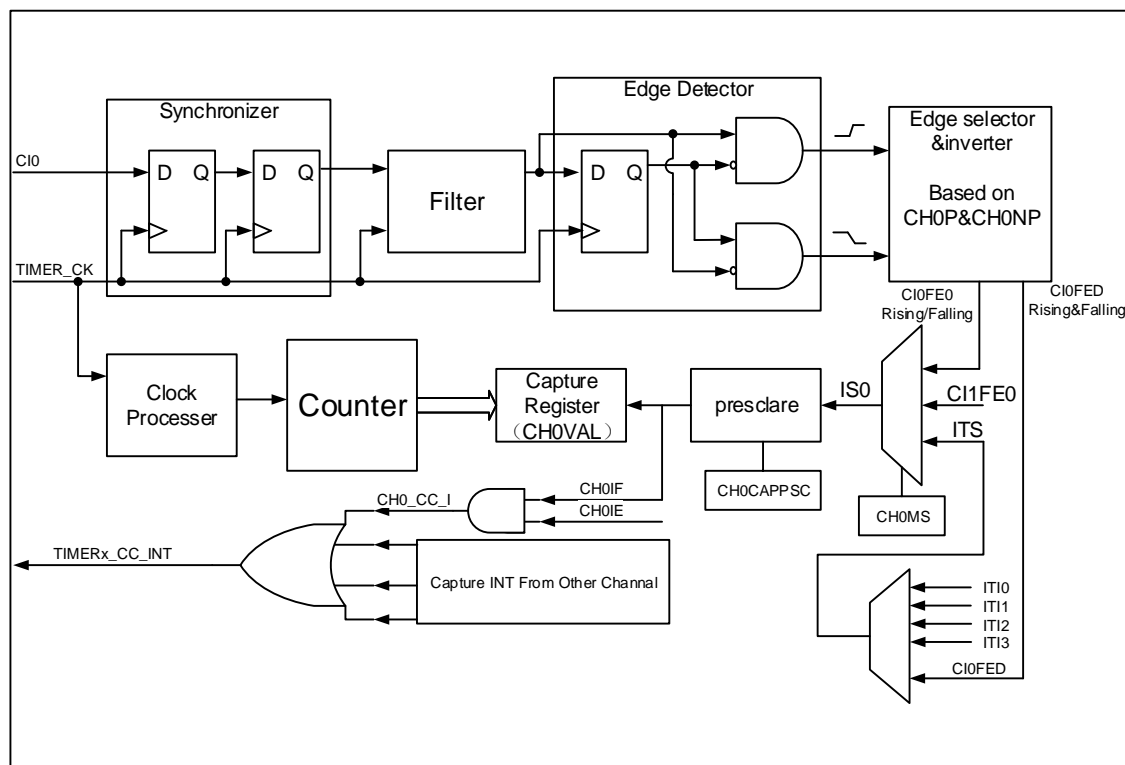 Synchronizer
Edge Detector
CI0
D Q
D Q
Filter
D Q
Edge selector
&inverter
Based on
CH0P&CH0NP
TIMER_CK
CI0FE0
Rising/Falling
CI0FED
Rising&Falling
Clock
Processer
Counter
Capture
Register
（CH0VAL）
presclare
IS0
CI1FE0
ITS
CH0CAPPSC
CH0MS
CH0_CC_I
CH0IF
CH0IE
TIMERx_CC_INT
Capture INT From Other Channel
ITI0
ITI1
ITI2
ITI3
CI0FED